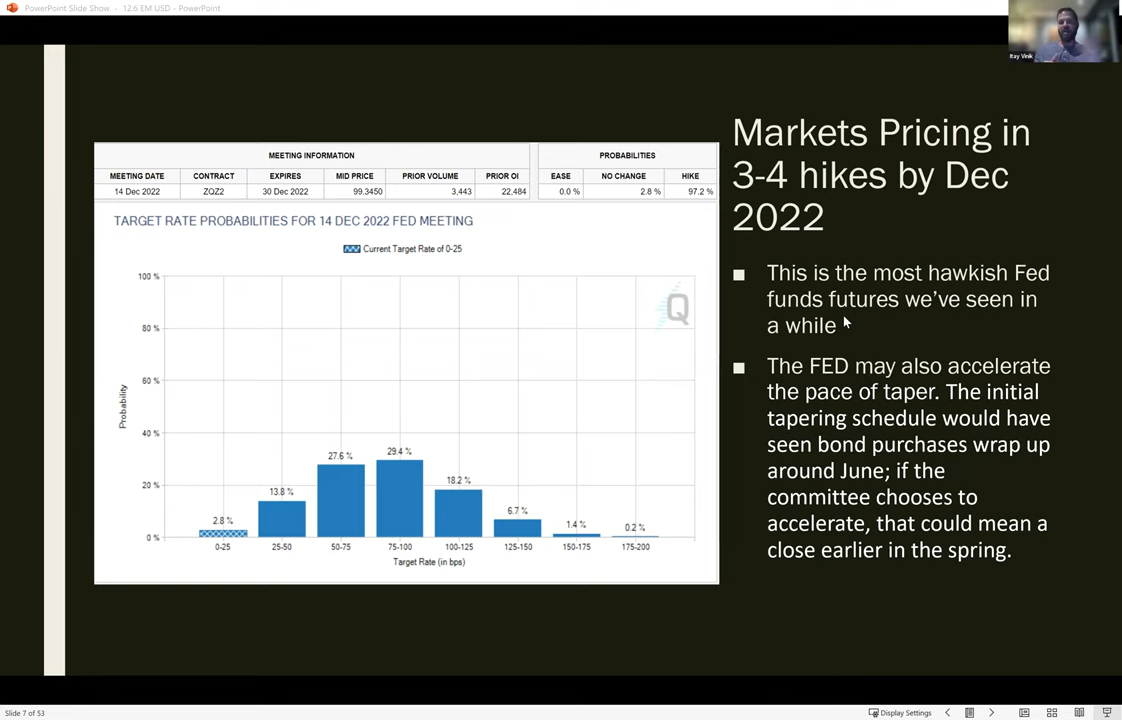 PowerPoint Slide Show - 12.6 EM USD - PowerPoint
Itay Vinik
MEETING INFORMATION
PROBABILITIES
MEETING DATE CONTRACT EXPIRES MID PRICE PRIOR VOLUME PRIOR OI EASE NO CHANGE HIKE
14 Dec 2022 ZQZ2 30 Dec 2022 99.3450 3,443 22,484 0.0 % 2.8 % 97.2 %
TARGET RATE PROBABILITIES FOR 14 DEC 2022 FED MEETING
Current Target Rate of 0-25
100 %
80 %
60 %
40 %
20 %
0 %
Probability
2.8 %
13.8 %
27.6 %
29.4 %
18.2 %
6.7 %
1.4 %
0.2 %
0-25 25-50 50-75 75-100 100-125 125-150 150-175 175-200
Target Rate (in bps)
Q
Markets Pricing in
3-4 hikes by Dec
2022
■ This is the most hawkish Fed
funds futures we’ve seen in
a while
■ The FED may also accelerate
the pace of taper. The initial
tapering schedule would have
seen bond purchases wrap up
around June; if the
committee chooses to
accelerate, that could mean a
close earlier in the spring.
Slide 7 of 53
Display Settings